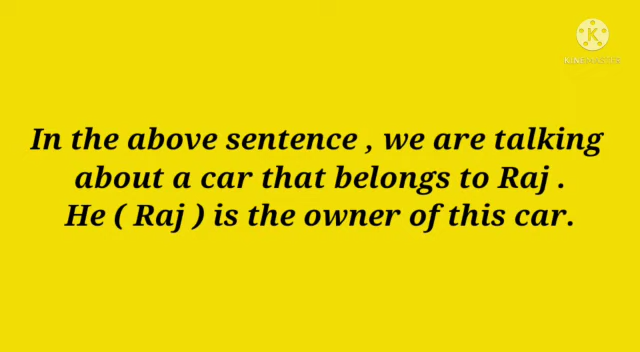 K
KINEMASTER
In the above sentence , we are talking
about a car that belongs to Raj .
He ( Raj ) is the owner of this car.